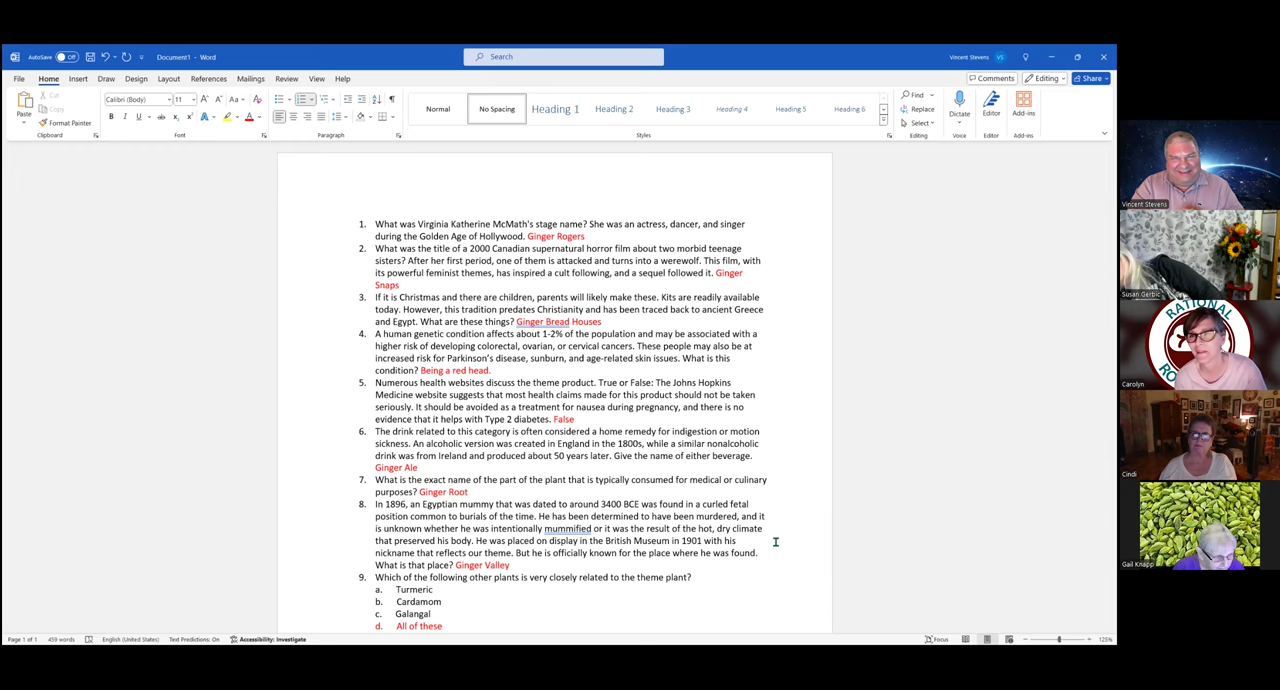 AutoSave Off Document1 - Word Search Vincent Stevens VS
File Home Insert Draw Design Layout References Mailings Review View Help Comments Editing Share
Paste Cut Copy Format Painter
Calibri (Body) 11
Normal No Spacing Heading 1 Heading 2 Heading 3 Heading 4 Heading 5 Heading 6
Find Replace Select
Dictate Editor Add-ins
Clipboard Font Paragraph Styles Editing Voice Editor Add-ins
1. What was Virginia Katherine McMath's stage name? She was an actress, dancer, and singer
during the Golden Age of Hollywood. Ginger Rogers
2. What was the title of a 2000 Canadian supernatural horror film about two morbid teenage
sisters? After her first period, one of them is attacked and turns into a werewolf. This film, with
its powerful feminist themes, has inspired a cult following, and a sequel followed it. Ginger
Snaps
3. If it is Christmas and there are children, parents will likely make these. Kits are readily available
today. However, this tradition predates Christianity and has been traced back to ancient Greece
and Egypt. What are these things? Ginger Bread Houses
4. A human genetic condition affects about 1-2% of the population and may be associated with a
higher risk of developing colorectal, ovarian, or cervical cancers. These people may also be at
increased risk for Parkinson's disease, sunburn, and age-related skin issues. What is this
condition? Being a red head.
5. Numerous health websites discuss the theme product. True or False: The Johns Hopkins
Medicine website suggests that most health claims made for this product should not be taken
seriously. It should be avoided as a treatment for nausea during pregnancy, and there is no
evidence that it helps with Type 2 diabetes. False
6. The drink related to this category is often considered a home remedy for indigestion or motion
sickness. An alcoholic version was created in England in the 1800s, while a similar nonalcoholic
drink was from Ireland and produced about 50 years later. Give the name of either beverage.
Ginger Ale
7. What is the exact name of the part of the plant that is typically consumed for medical or culinary
purposes? Ginger Root
8. In 1896, an Egyptian mummy that was dated to around 3400 BCE was found in a curled fetal
position common to burials of the time. He has been determined to have been murdered, and it
is unknown whether he was intentionally mummified or it was the result of the hot, dry climate
that preserved his body. He was placed on display in the British Museum in 1901 with his
nickname that reflects our theme. But he is officially known for the place where he was found.
What is that place? Ginger Valley
9. Which of the following other plants is very closely related to the theme plant?
a. Turmeric
b. Cardamom
c. Galangal
d. All of these
Page 1 of 1 459 words English (United States) Text Predictions: On Accessibility: Investigate Focus 125%
Vincent Stevens
Susan Gerbic
RATIONAL
Carolyn
Cindi
Gail Knapp